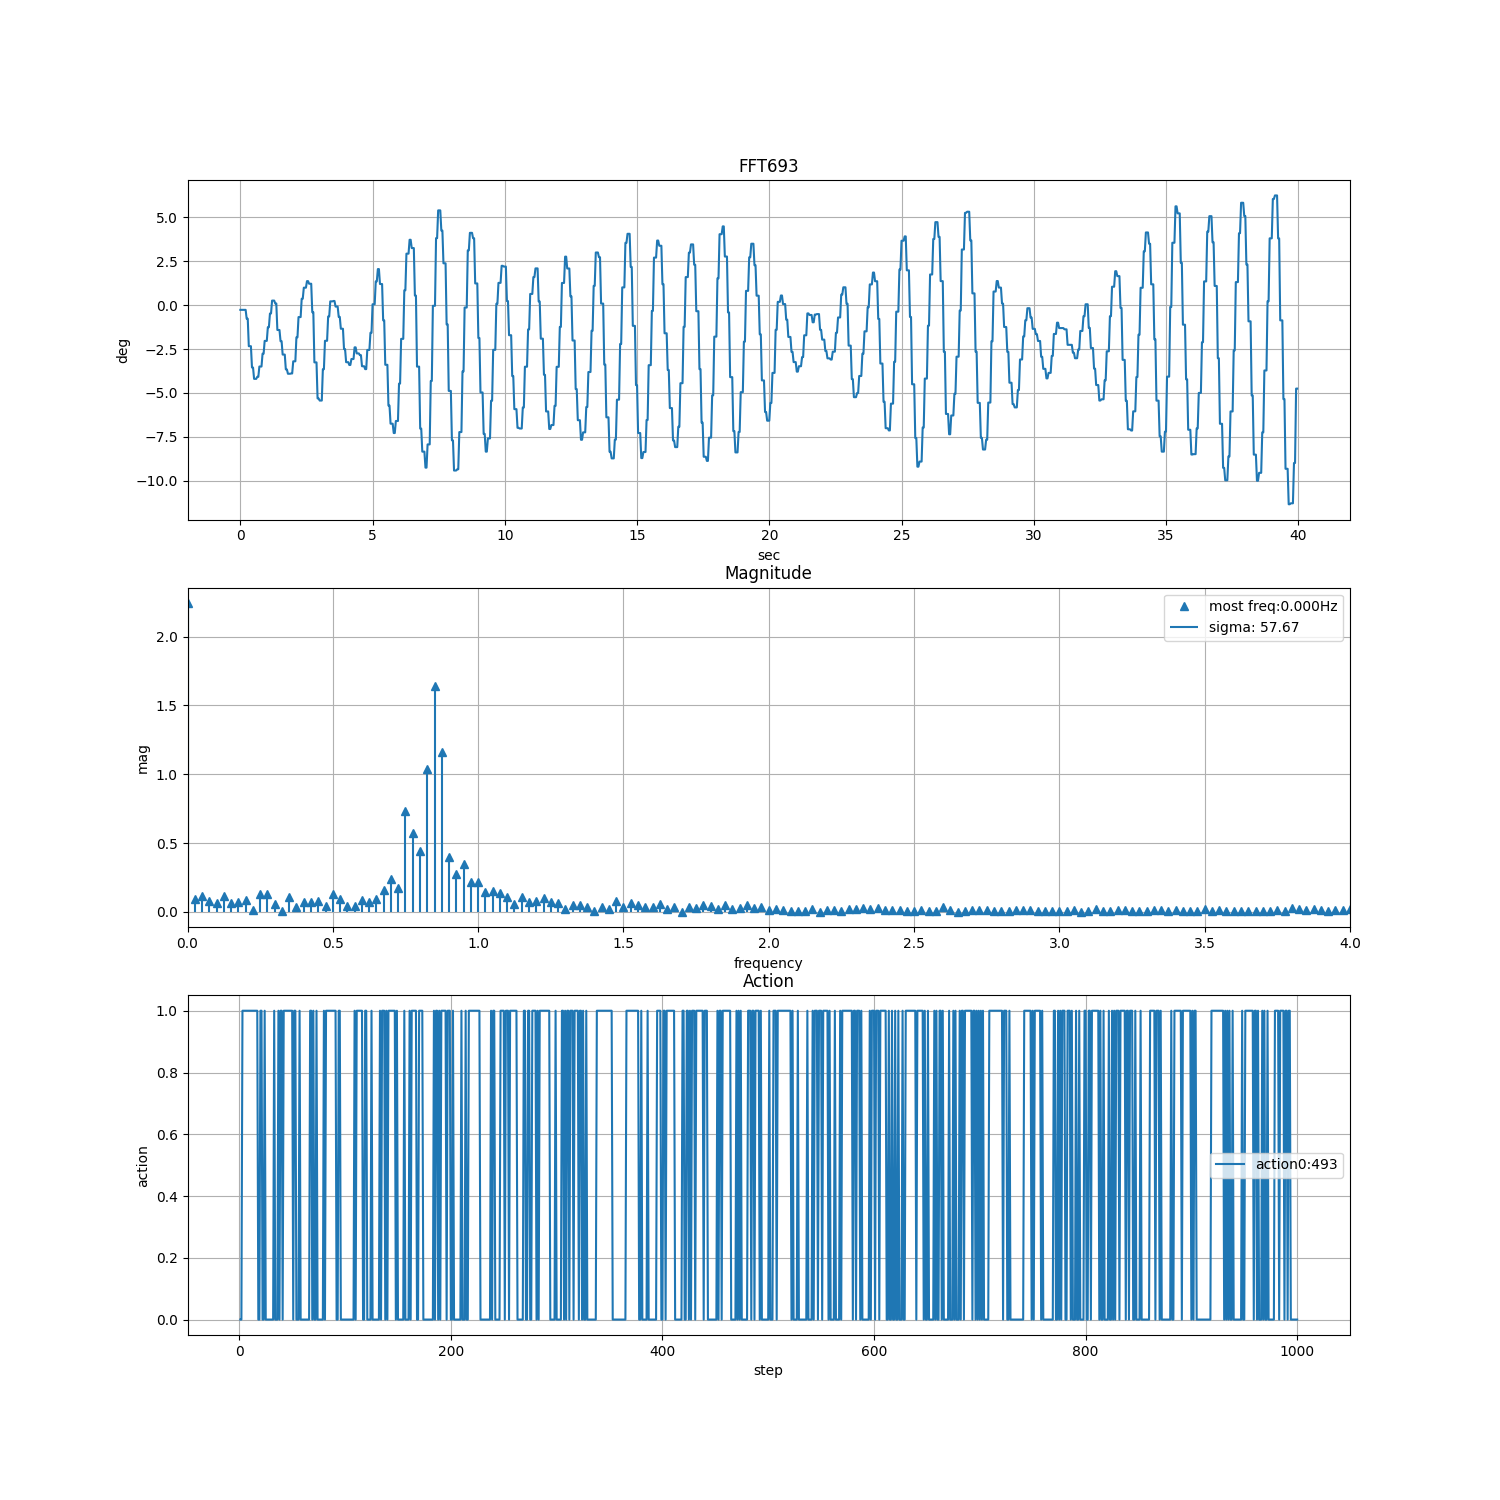 FFT693
5.0
2.5
0.0
−2.5
−5.0
−7.5
−10.0
deg
0 5 10 15 20 25 30 35 40
sec
Magnitude
most freq:0.000Hz
sigma: 57.67
2.0
1.5
1.0
0.5
0.0
mag
0.0 0.5 1.0 1.5 2.0 2.5 3.0 3.5 4.0
frequency
Action
1.0
0.8
0.6
0.4
0.2
0.0
action
action0:493
0 200 400 600 800 1000
step